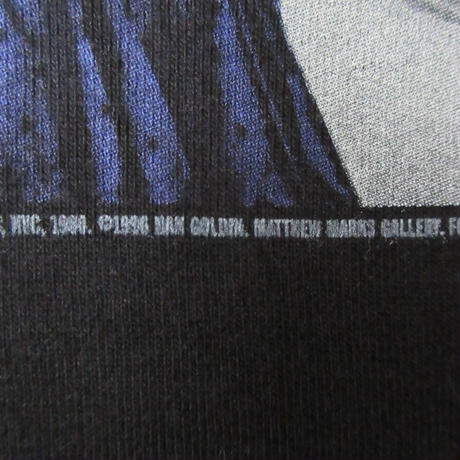 NYC, 1984. ©1996 NAN GOLDIN. MATTHEW MARKS GALLERY.